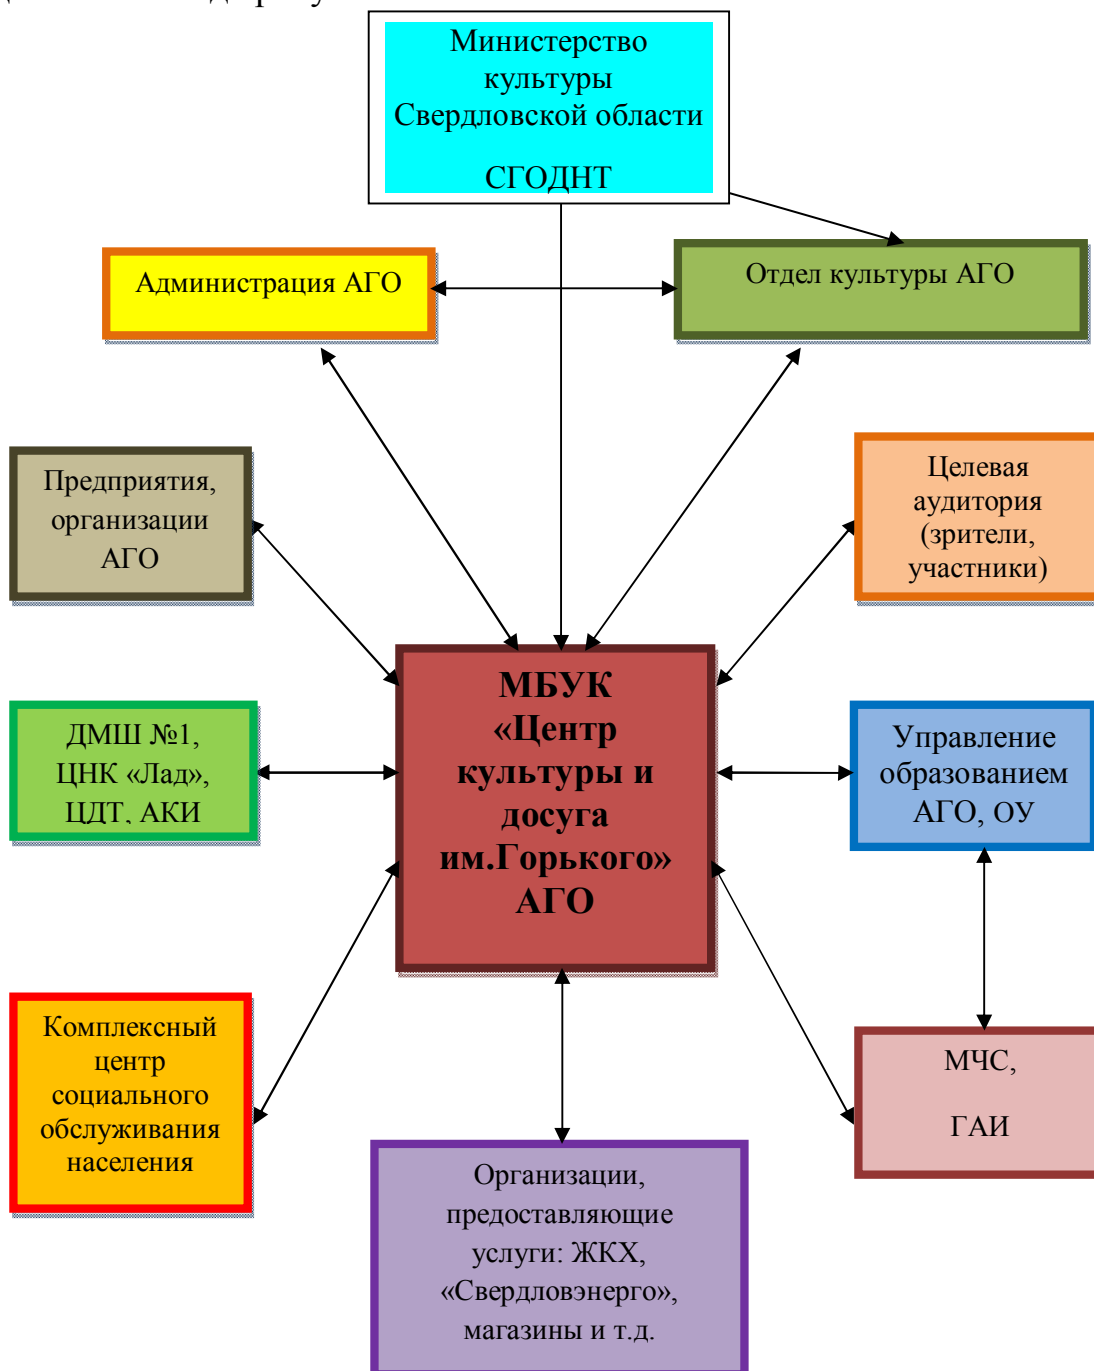 Министерство
культуры
Свердловской области
СГОДНТ
Администрация АГО
Отдел культуры АГО
Предприятия,
организации
АГО
Целевая
аудитория
(зрители,
участники)
МБУК
«Центр
культуры и
досуга
им.Горького»
АГО
ДМШ №1,
ЦНК «Лад»,
ЦДТ, АКИ
Управление
образованием
АГО, ОУ
Комплексный
центр
социального
обслуживания
населения
МЧС,
ГАИ
Организации,
предоставляющие
услуги: ЖКХ,
«Свердловэнерго»,
магазины и т.д.